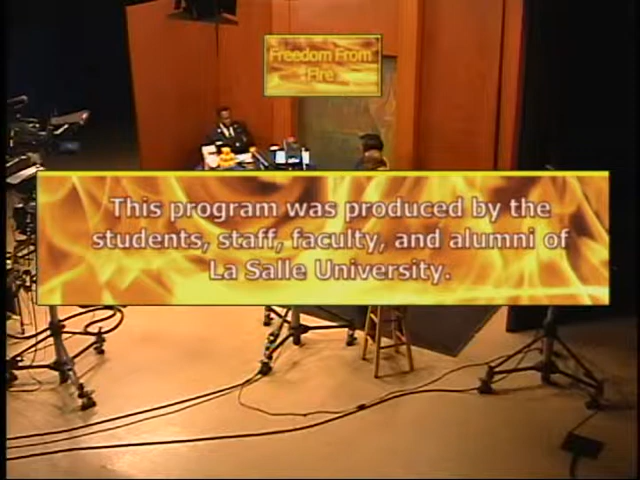 Freedom From
Fire
This program was produced by the
students, staff, faculty, and alumni of
La Salle University.